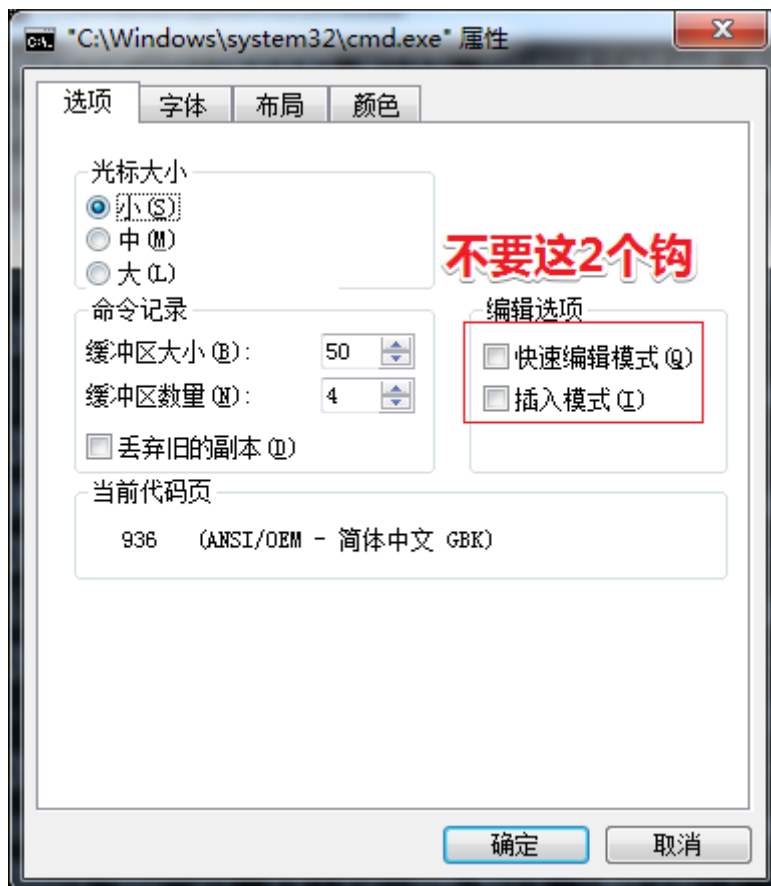 "C:\Windows\system32\cmd.exe" 属性
选项 字体 布局 颜色
光标大小
小(S)
中(M)
大(L)
不要这2个钩
命令记录
缓冲区大小(B): 50
缓冲区数量(N): 4
丢弃旧的副本(D)
编辑选项
快速编辑模式(Q)
插入模式(I)
当前代码页
936 (ANSI/OEM - 简体中文 GBK)
确定 取消